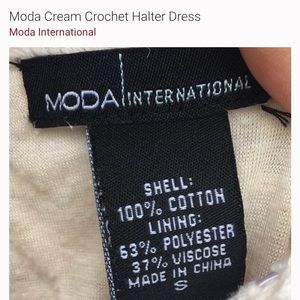 Moda Cream Crochet Halter Dress
Moda International
MODA INTERNATIONAL
SHELL:
100% COTTON
LINING:
63% POLYESTER
37% VISCOSE
MADE IN CHINA
S